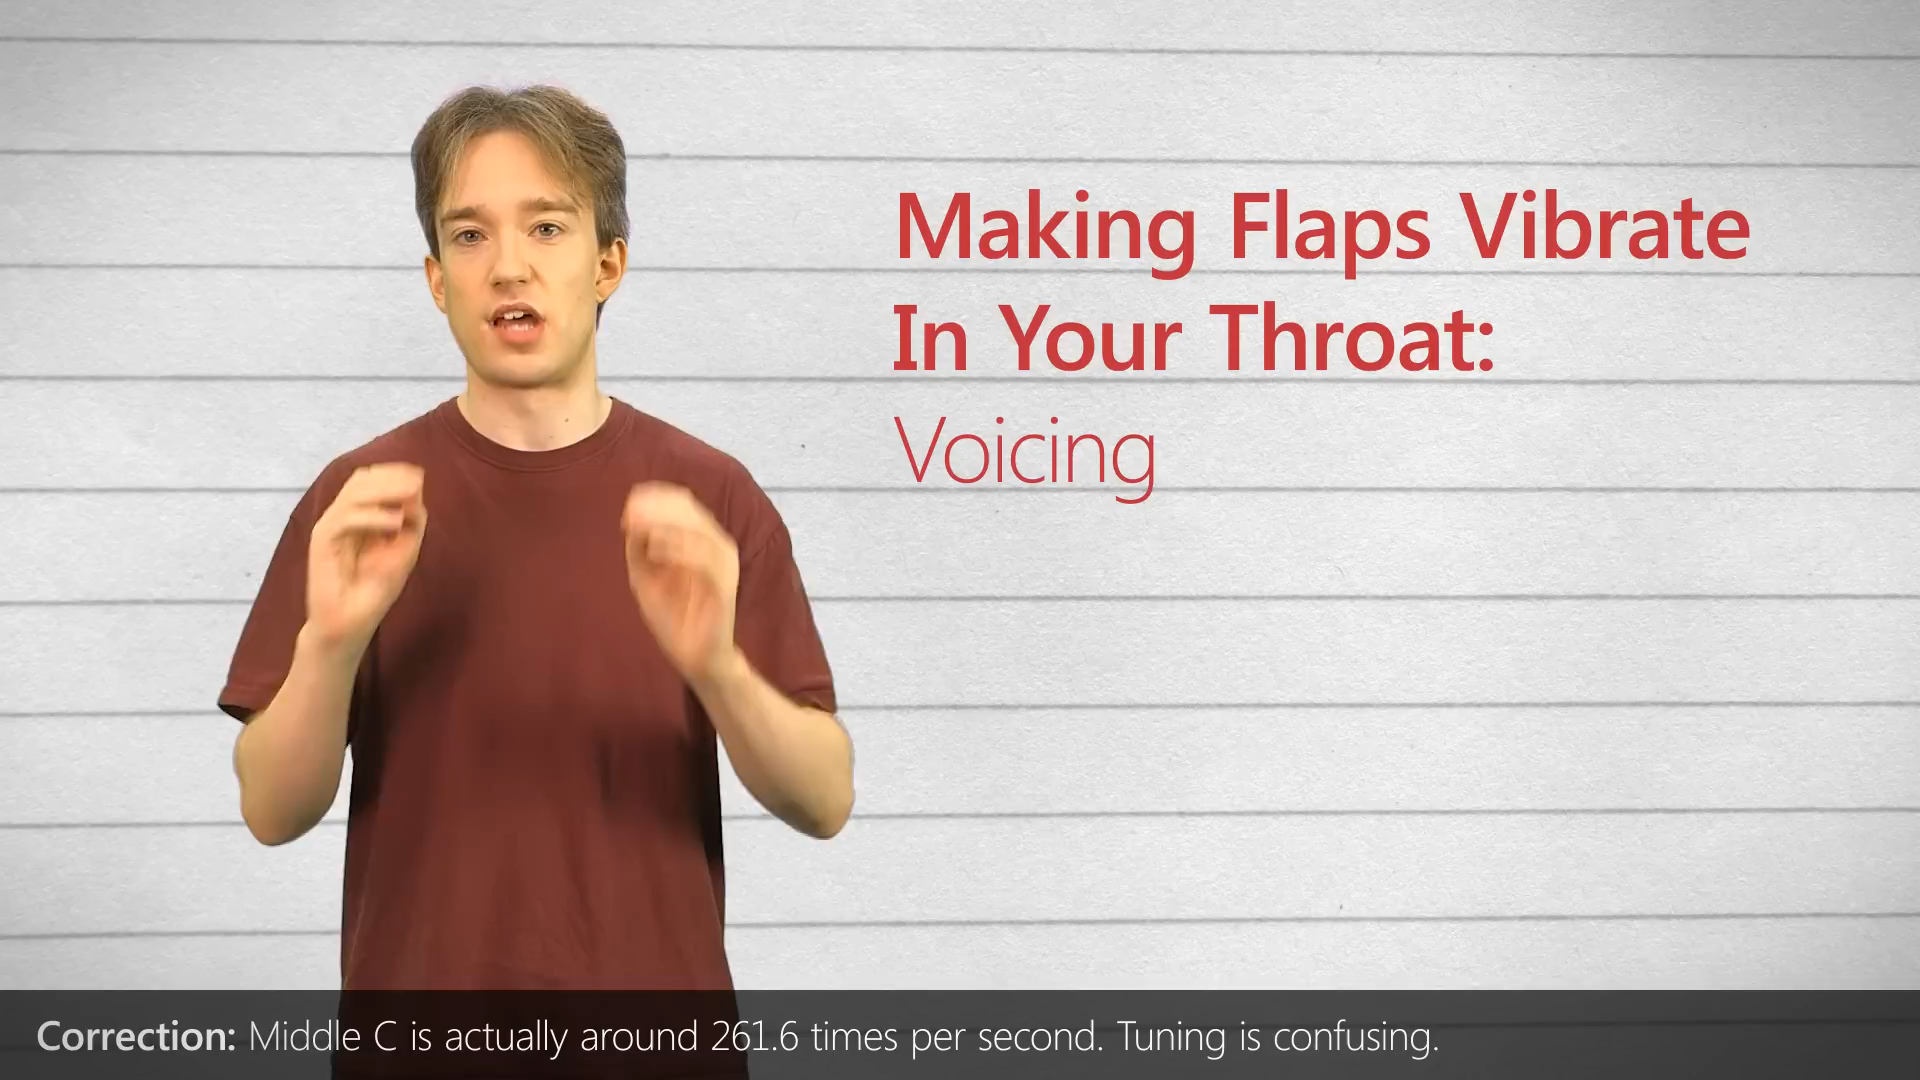 Making Flaps Vibrate
In Your Throat:
Voicing
Correction: Middle C is actually around 261.6 times per second. Tuning is confusing.